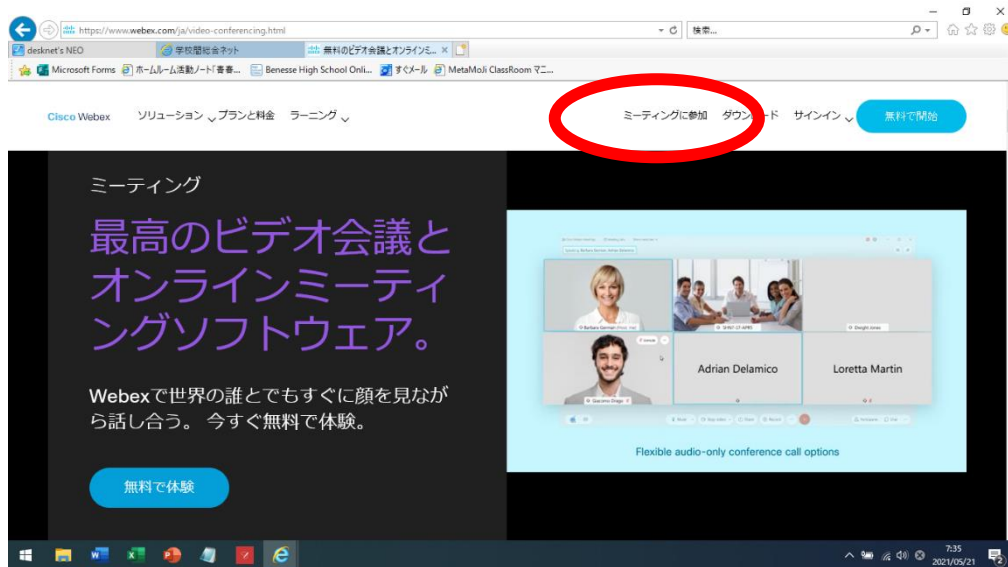 https://www.webex.com/ja/video-conferencing.html
検索...
desknet's NEO
学校間総合ネット
無料のビデオ会議とオンラインミ...
Microsoft Forms
ホームルーム活動ノート「書春...
Benesse High School Onli...
すぐメール
MetaMoJi ClassRoom マニ...
Cisco Webex ソリューション プランと料金 ラーニング
ミーティングに参加 ダウンロード サインイン 無料で開始
ミーティング
最高のビデオ会議と
オンラインミーティ
ングソフトウェア。
Webexで世界の誰とでもすぐに顔を見なが
ら話し合う。 今すぐ無料で体験。
無料で体験
Adrian Delamico
Loretta Martin
Flexible audio-only conference call options
7:35
2021/05/21